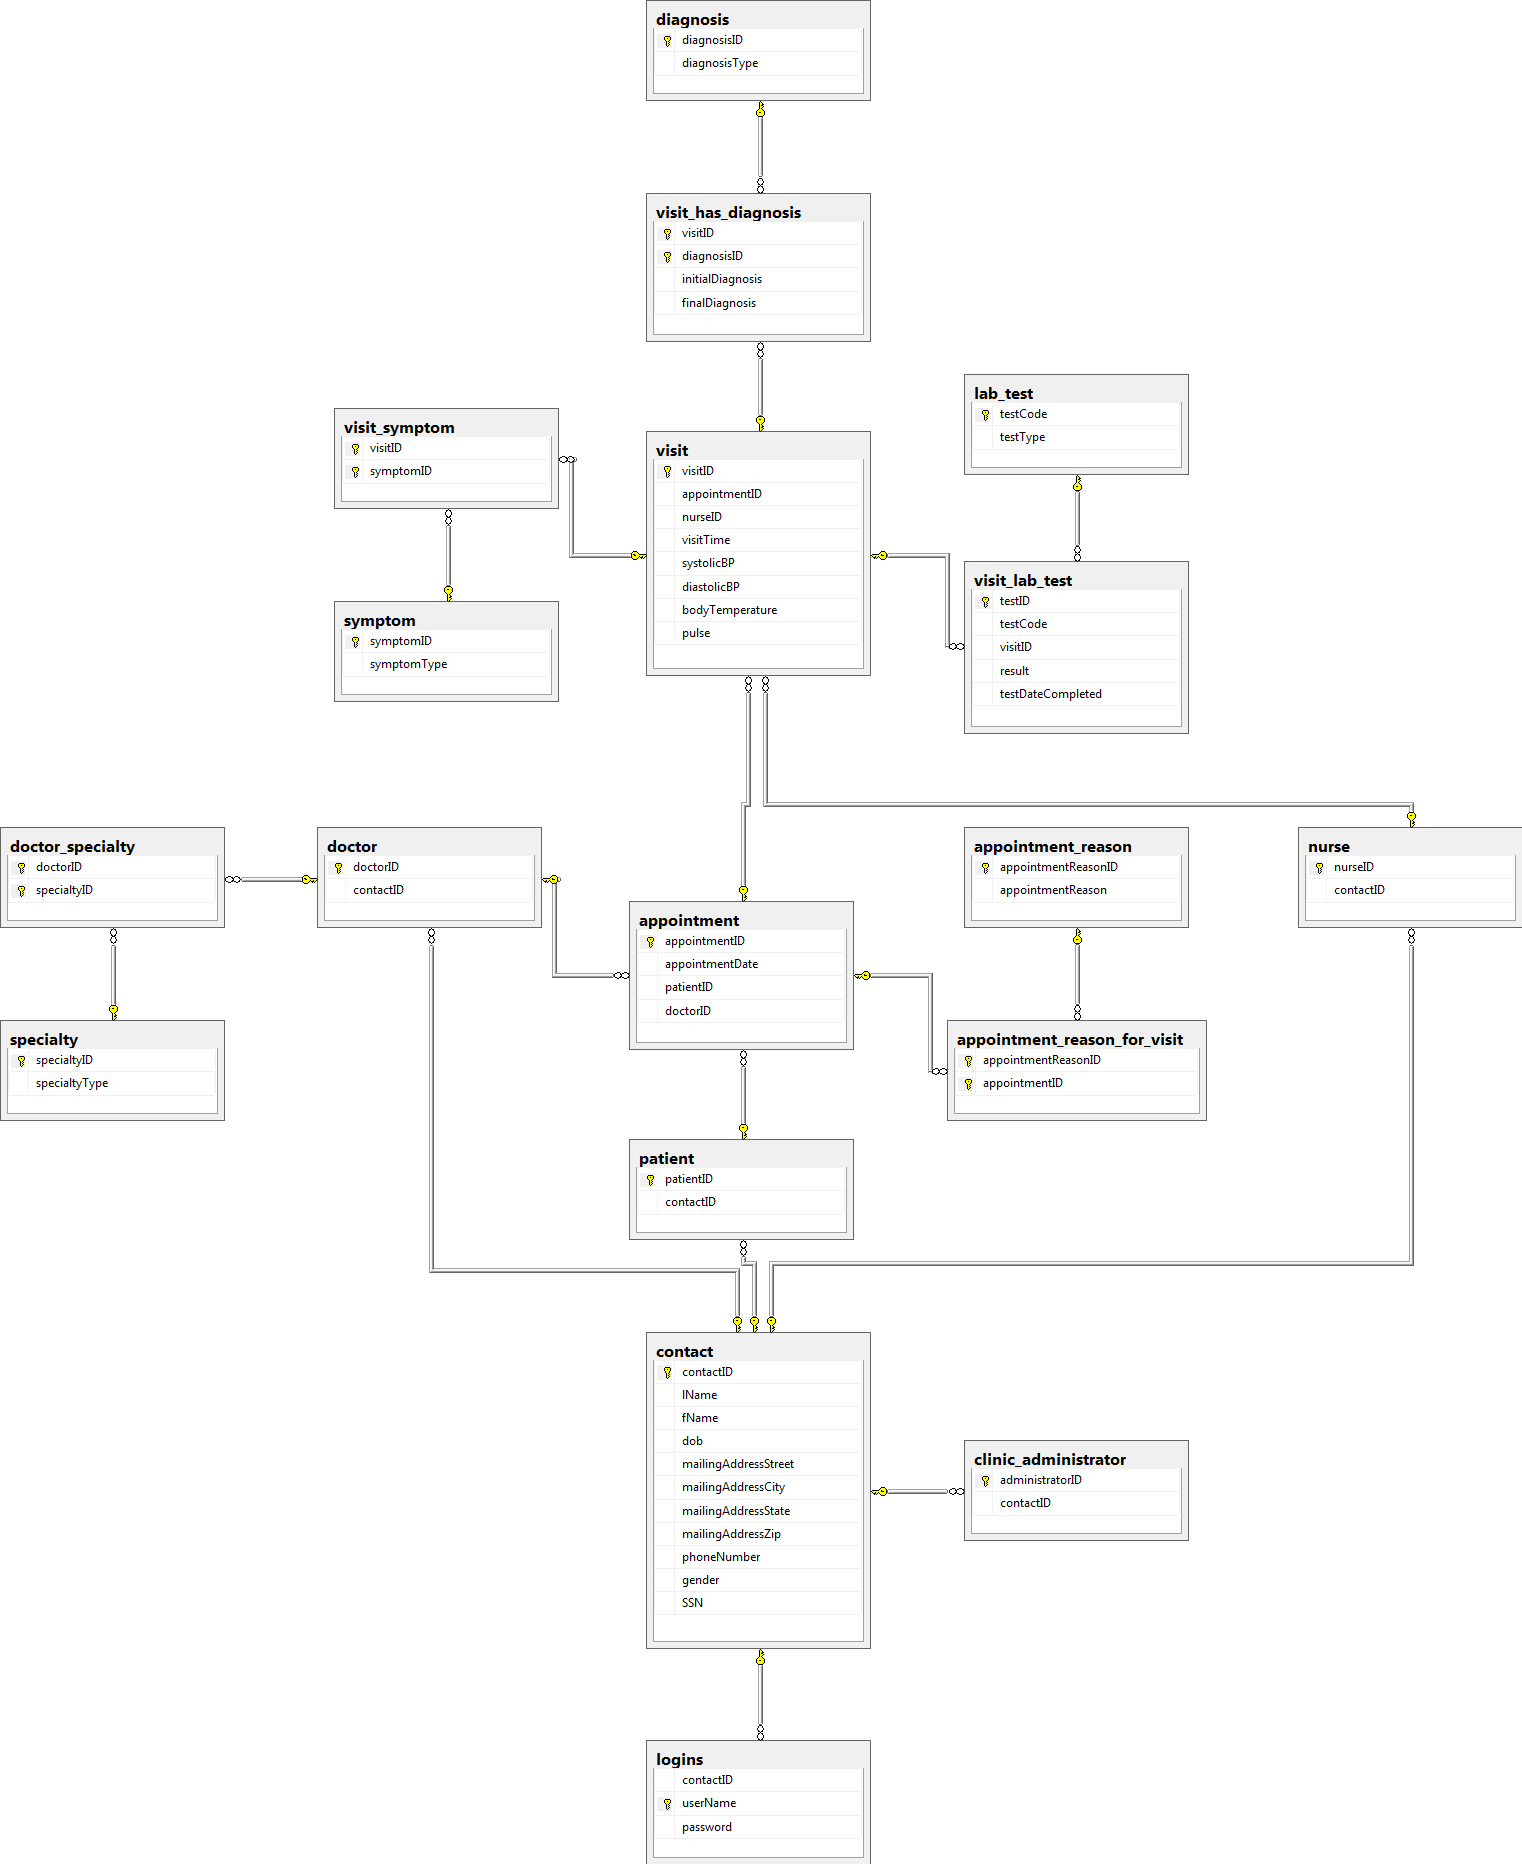 diagnosis
diagnosisID
diagnosisType
visit_has_diagnosis
visitID
diagnosisID
initialDiagnosis
finalDiagnosis
lab_test
testCode
testType
visit_symptom
visitID
symptomID
visit
visitID
appointmentID
nurseID
visitTime
systolicBP
diastolicBP
bodyTemperature
pulse
visit_lab_test
testID
testCode
visitID
result
testDateCompleted
symptom
symptomID
symptomType
doctor_specialty
doctorID
specialtyID
doctor
doctorID
contactID
appointment_reason
appointmentReasonID
appointmentReason
nurse
nurseID
contactID
appointment
appointmentID
appointmentDate
patientID
doctorID
specialty
specialtyID
specialtyType
appointment_reason_for_visit
appointmentReasonID
appointmentID
patient
patientID
contactID
contact
contactID
lName
fName
dob
mailingAddressStreet
mailingAddressCity
mailingAddressState
mailingAddressZip
phoneNumber
gender
SSN
clinic_administrator
administratorID
contactID
logins
contactID
userName
password